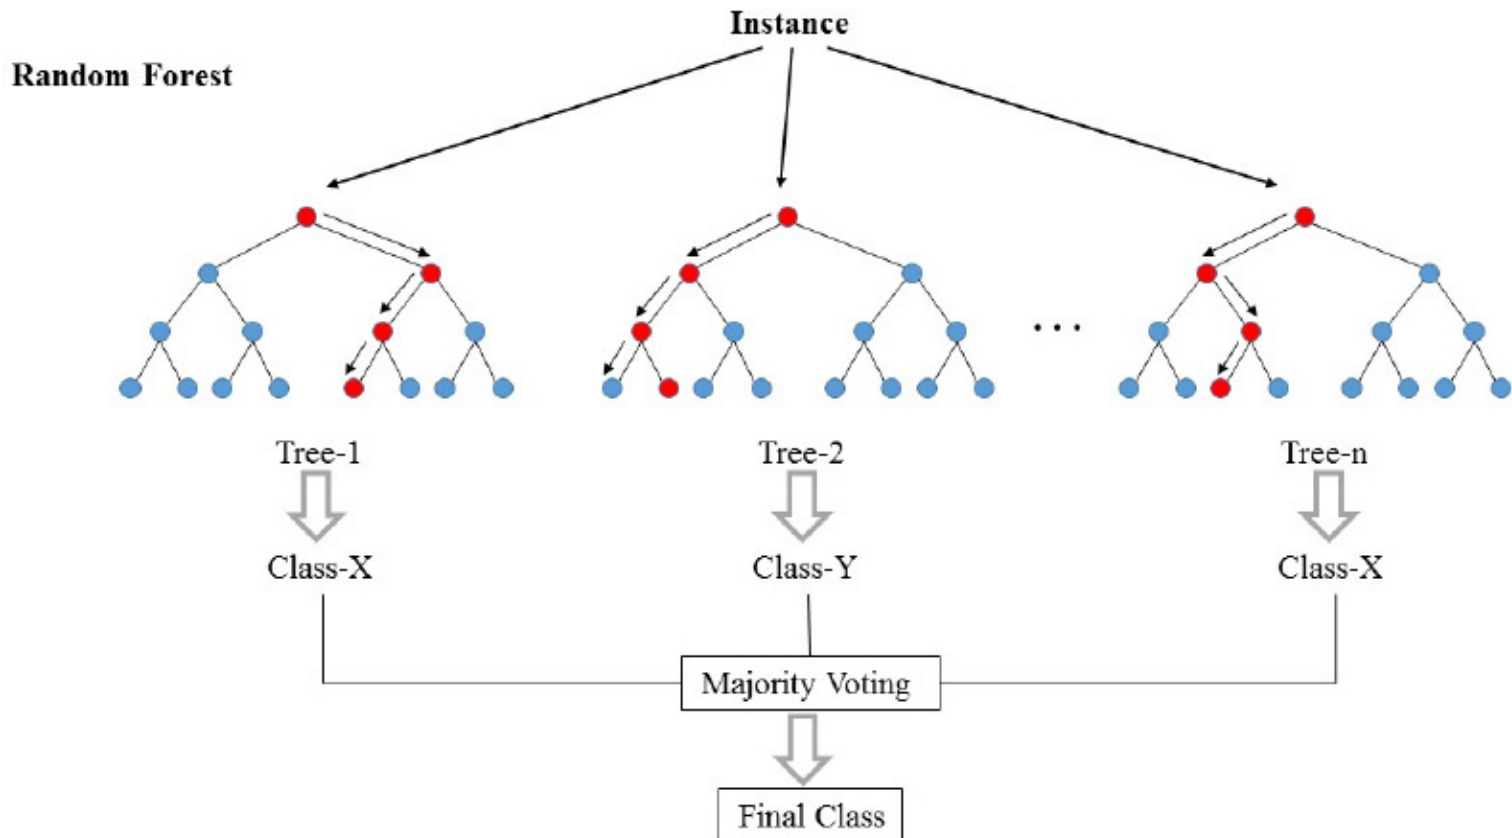 Instance
Random Forest
. . .
Tree-1
Tree-2
Tree-n
Class-X
Class-Y
Class-X
Majority Voting
Final Class